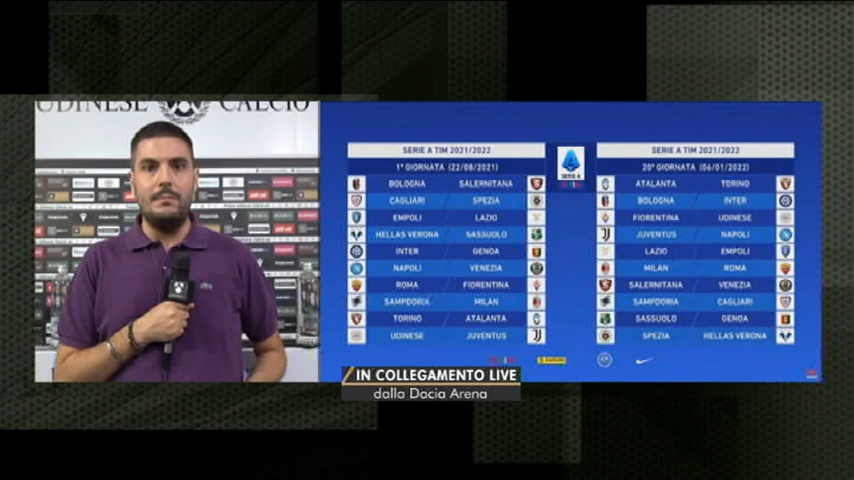 UDINESE CALCIO
SERIE A TIM 2021/2022
1ª GIORNATA (22/08/2021)
BOLOGNA / SALERNITANA
CAGLIARI / SPEZIA
EMPOLI / LAZIO
HELLAS VERONA / SASSUOLO
INTER / GENOA
NAPOLI / VENEZIA
ROMA / FIORENTINA
SAMPDORIA / MILAN
TORINO / ATALANTA
UDINESE / JUVENTUS
SERIE A
SERIE A TIM 2021/2022
20ª GIORNATA (06/01/2022)
ATALANTA / TORINO
BOLOGNA / INTER
FIORENTINA / UDINESE
JUVENTUS / NAPOLI
LAZIO / EMPOLI
MILAN / ROMA
SALERNITANA / VENEZIA
SAMPDORIA / CAGLIARI
SASSUOLO / GENOA
SPEZIA / HELLAS VERONA
IN COLLEGAMENTO LIVE
dalla Dacia Arena